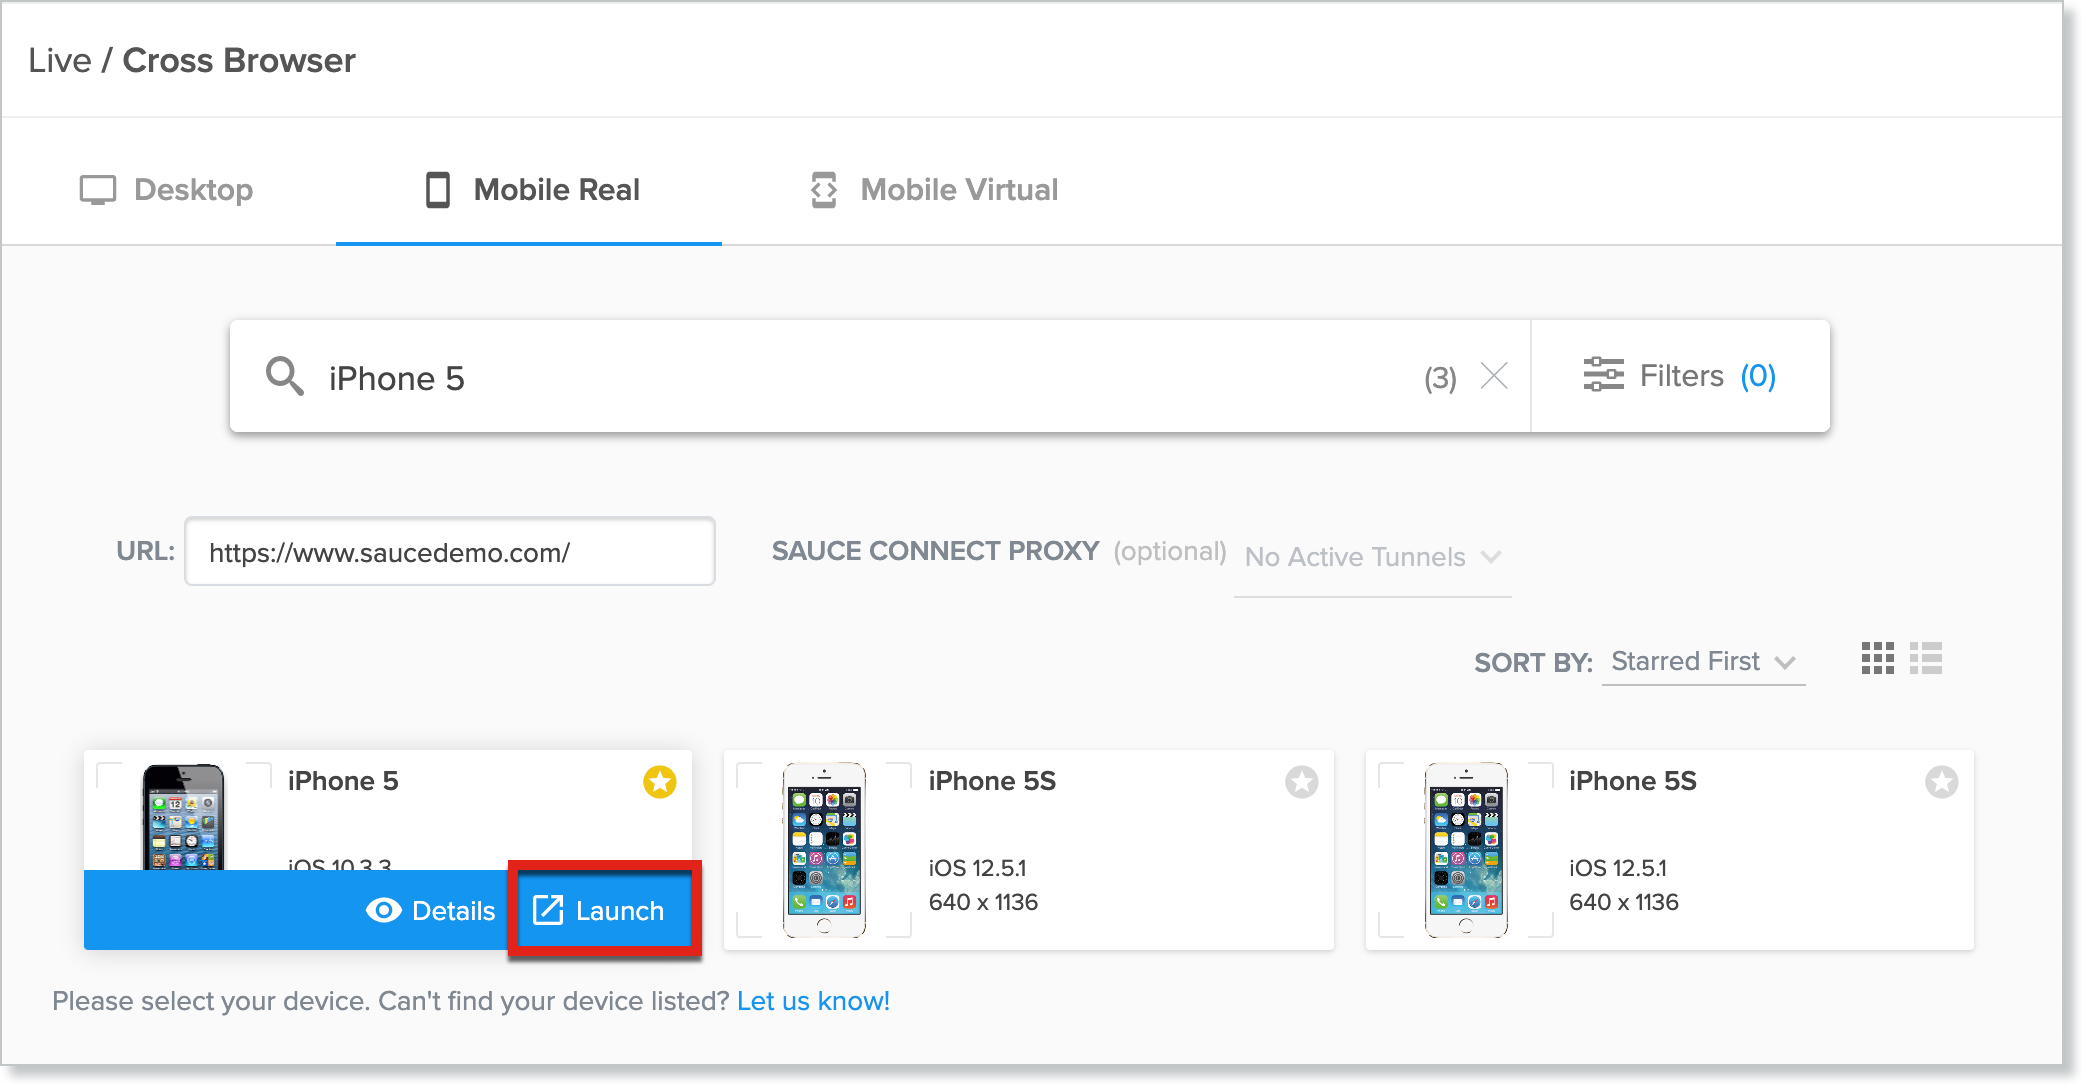 Live / Cross Browser
Desktop
Mobile Real
Mobile Virtual
iPhone 5
(3)
Filters (0)
URL: https://www.saucedemo.com/
SAUCE CONNECT PROXY (optional) No Active Tunnels
SORT BY: Starred First
iPhone 5
iOS 10.3.3
Details
Launch
iPhone 5S
iOS 12.5.1
640 x 1136
iPhone 5S
iOS 12.5.1
640 x 1136
Please select your device. Can't find your device listed? Let us know!